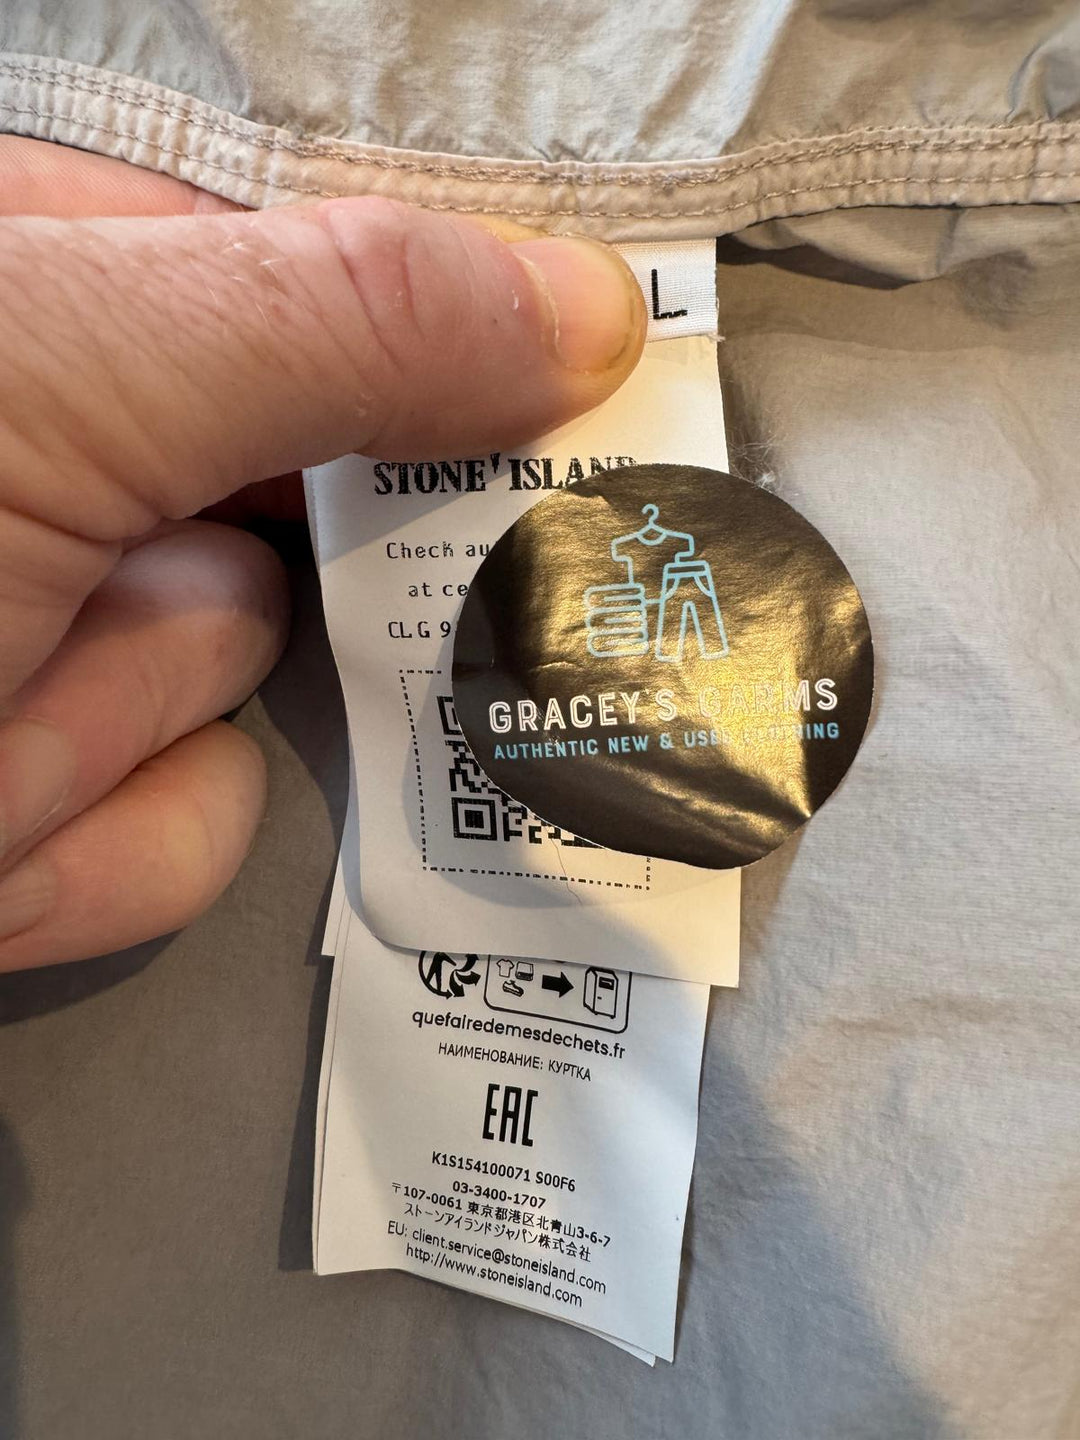 L
STONE ISLAND
Check au
at ce
CLG 9
GRACEY'S GARMS
AUTHENTIC NEW & USED CLOTHING
quefairedemesdechets.fr
НАИМЕНОВАНИЕ: КУРТКА
EAC
K1S154100071 S00F6
03-3400-1707
〒107-0061 東京都港区北青山3-6-7
ストーンアイランドジャパン株式会社
EU: client.service@stoneisland.com
http://www.stoneisland.com